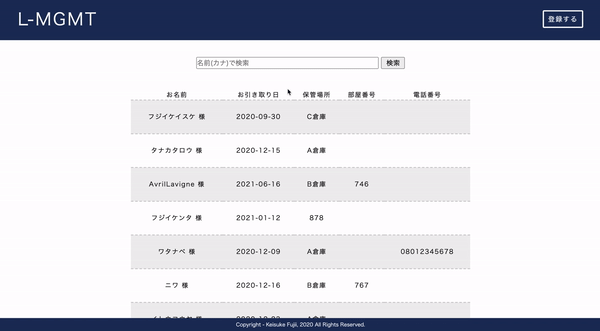 L-MGMT
登録する
名前(カナ)で検索 検索
お名前 お引き取り日 保管場所 部屋番号 電話番号
フジイケイスケ 様 2020-09-30 C倉庫
タナカタロウ 様 2020-12-15 A倉庫
AvrilLavigne 様 2021-06-16 B倉庫 746
フジイケンタ 様 2021-01-12 878
ワタナベ 様 2020-12-09 A倉庫 08012345678
ニワ 様 2020-12-16 B倉庫 767
Copyright - Keisuke Fujii, 2020 All Rights Reserved.